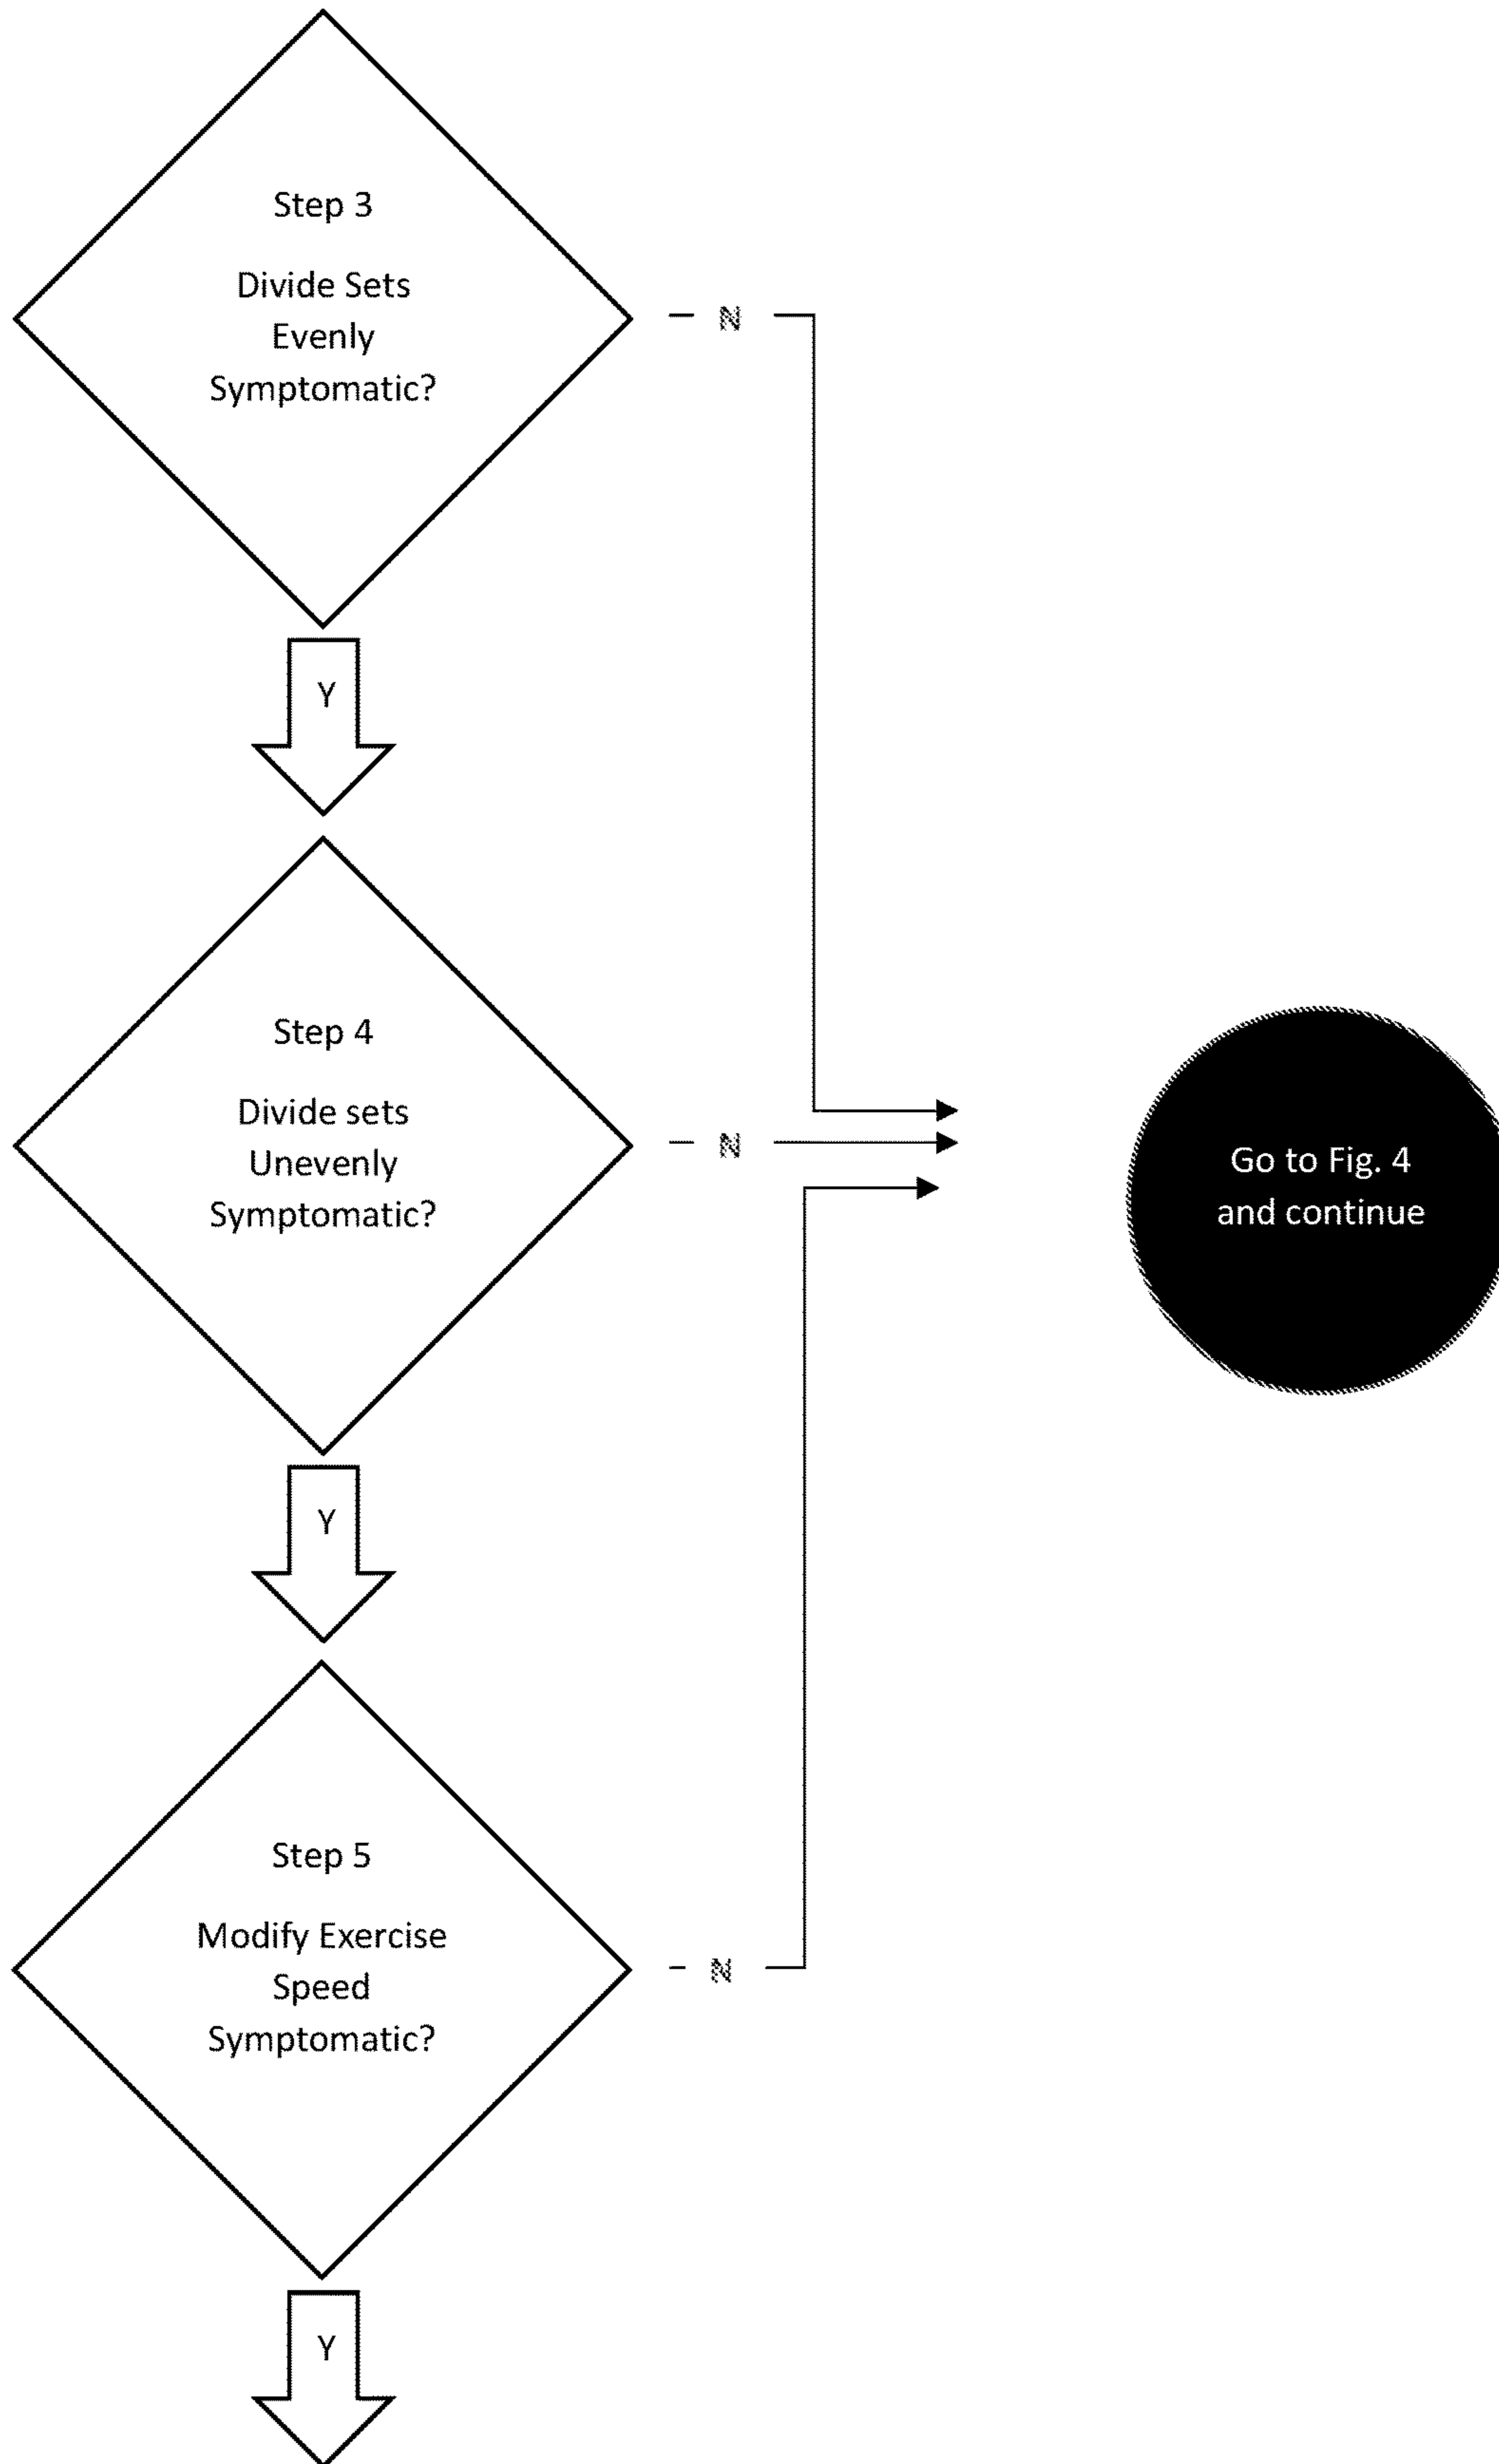 Step 3
Divide Sets
Evenly
Symptomatic?
N
Y
Step 4
Divide sets
Unevenly
Symptomatic?
N
Go to Fig. 4
and continue
Y
Step 5
Modify Exercise
Speed
Symptomatic?
N
Y